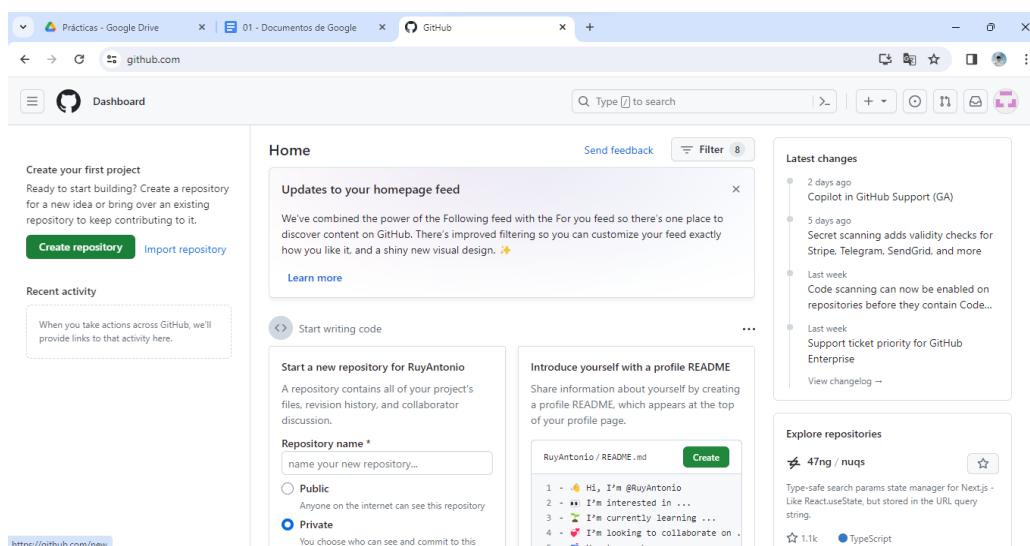 Prácticas - Google Drive
01 - Documentos de Google
GitHub
github.com
Dashboard
Type / to search
Create your first project
Ready to start building? Create a repository
for a new idea or bring over an existing
repository to keep contributing to it.
Create repository
Import repository
Recent activity
When you take actions across GitHub, we'll
provide links to that activity here.
https://github.com/new
Home
Send feedback
Filter 8
Updates to your homepage feed
We've combined the power of the Following feed with the For you feed so there's one place to
discover content on GitHub. There's improved filtering so you can customize your feed exactly
how you like it, and a shiny new visual design. ✨
Learn more
Start writing code
Start a new repository for RuyAntonio
A repository contains all of your project's
files, revision history, and collaborator
discussion.
Repository name *
name your new repository...
Public
Anyone on the internet can see this repository
Private
You choose who can see and commit to this
Introduce yourself with a profile README
Share information about yourself by creating
a profile README, which appears at the top
of your profile page.
RuyAntonio / README.md
Create
1 - 👋 Hi, I'm @RuyAntonio
2 - 👀 I'm interested in ...
3 - 🌱 I'm currently learning ...
4 - 💞️ I'm looking to collaborate on .
Latest changes
2 days ago
Copilot in GitHub Support (GA)
5 days ago
Secret scanning adds validity checks for
Stripe, Telegram, SendGrid, and more
Last week
Code scanning can now be enabled on
repositories before they contain Code...
Last week
Support ticket priority for GitHub
Enterprise
View changelog →
Explore repositories
47ng / nuqs
Type-safe search params state manager for Next.js -
Like React.useState, but stored in the URL query
string.
1.1k
TypeScript